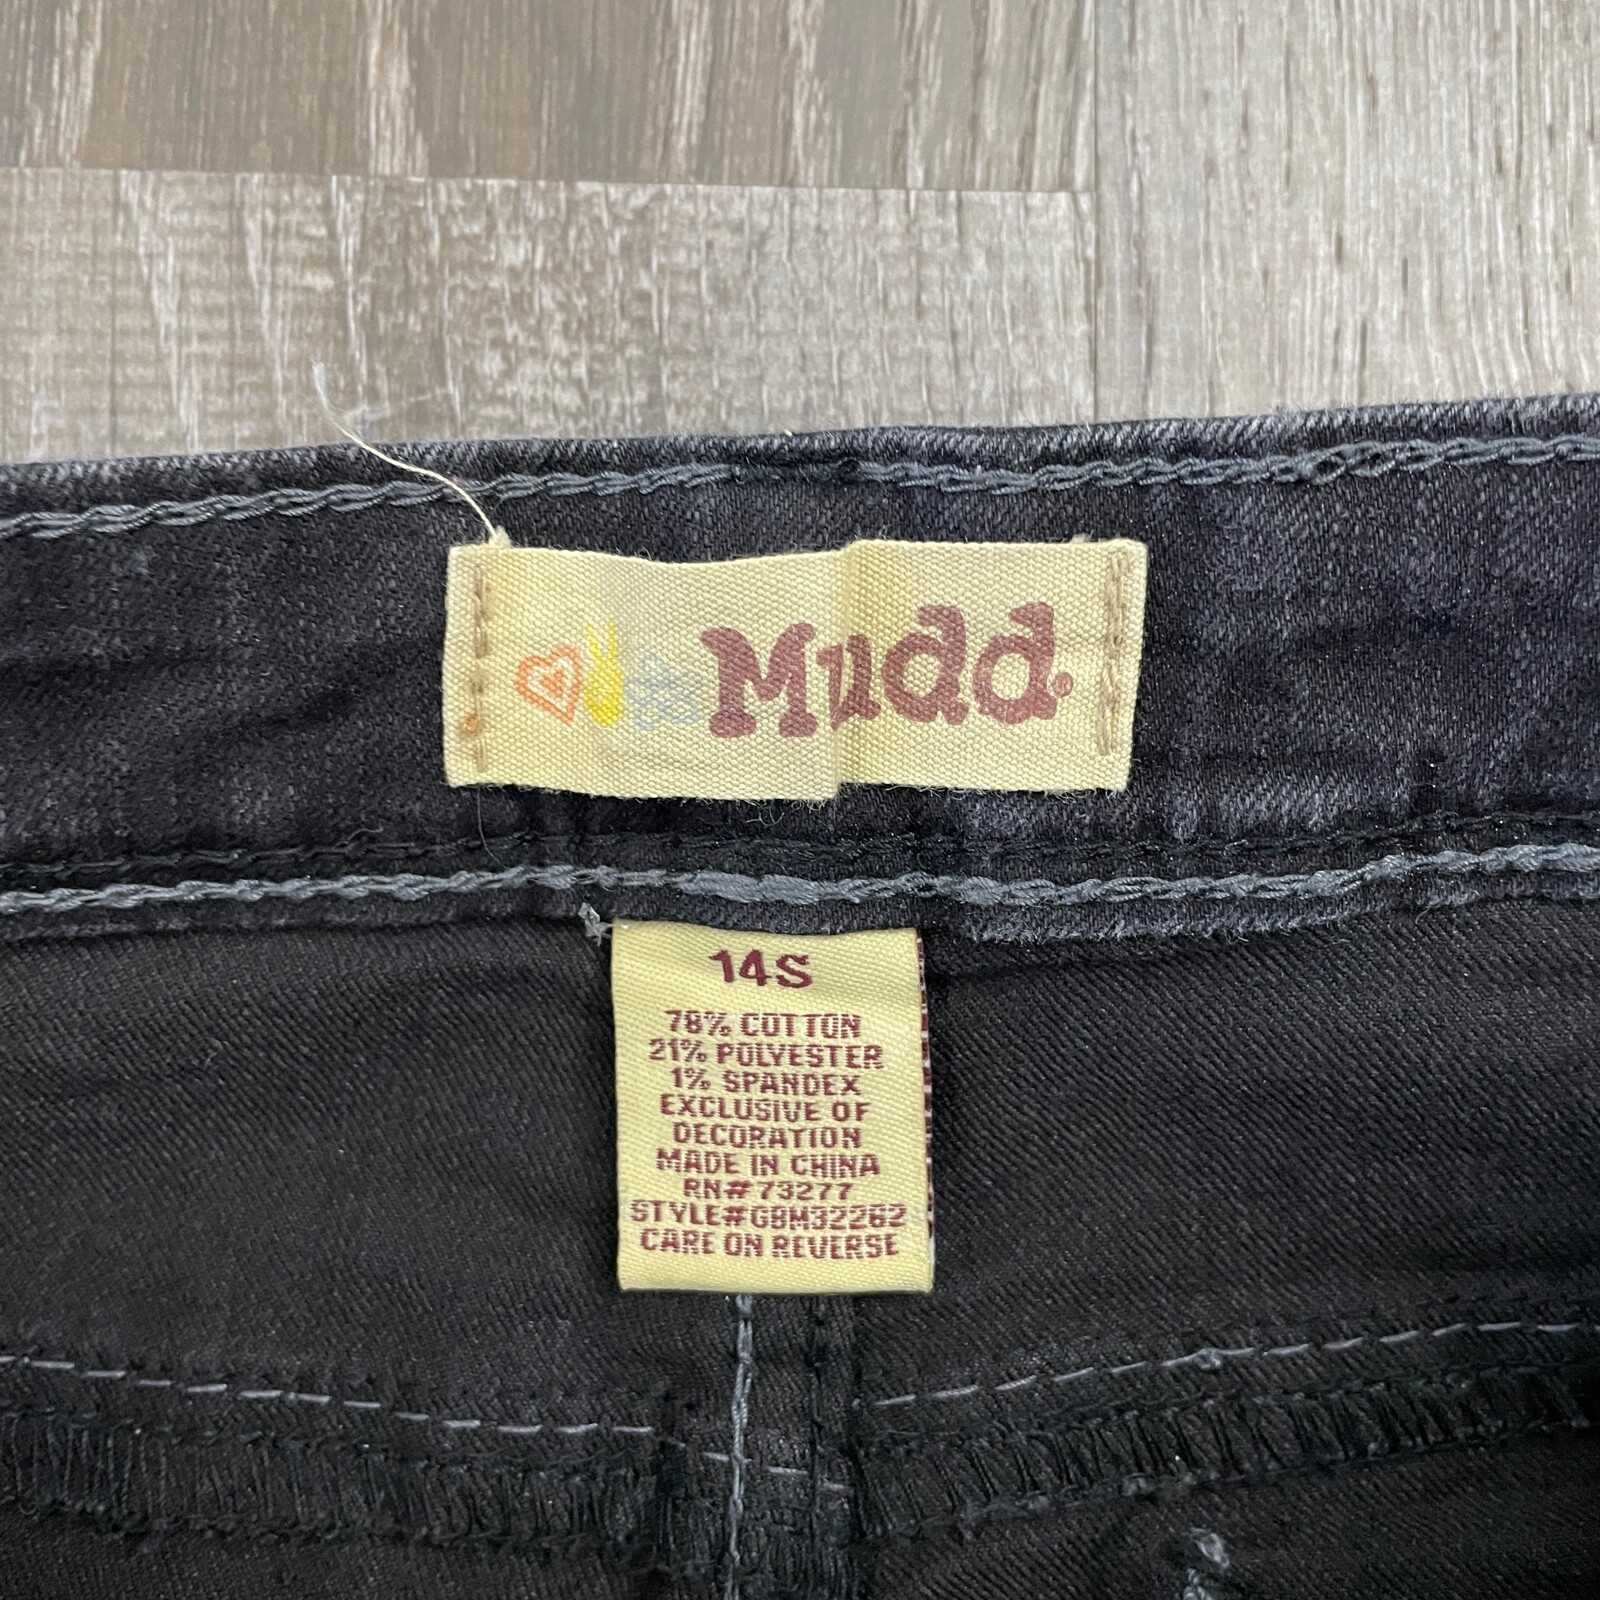 Mudd®
14S
78% COTTON
21% POLYESTER
1% SPANDEX
EXCLUSIVE OF
DECORATION
MADE IN CHINA
RN#73277
STYLE#GBM32262
CARE ON REVERSE